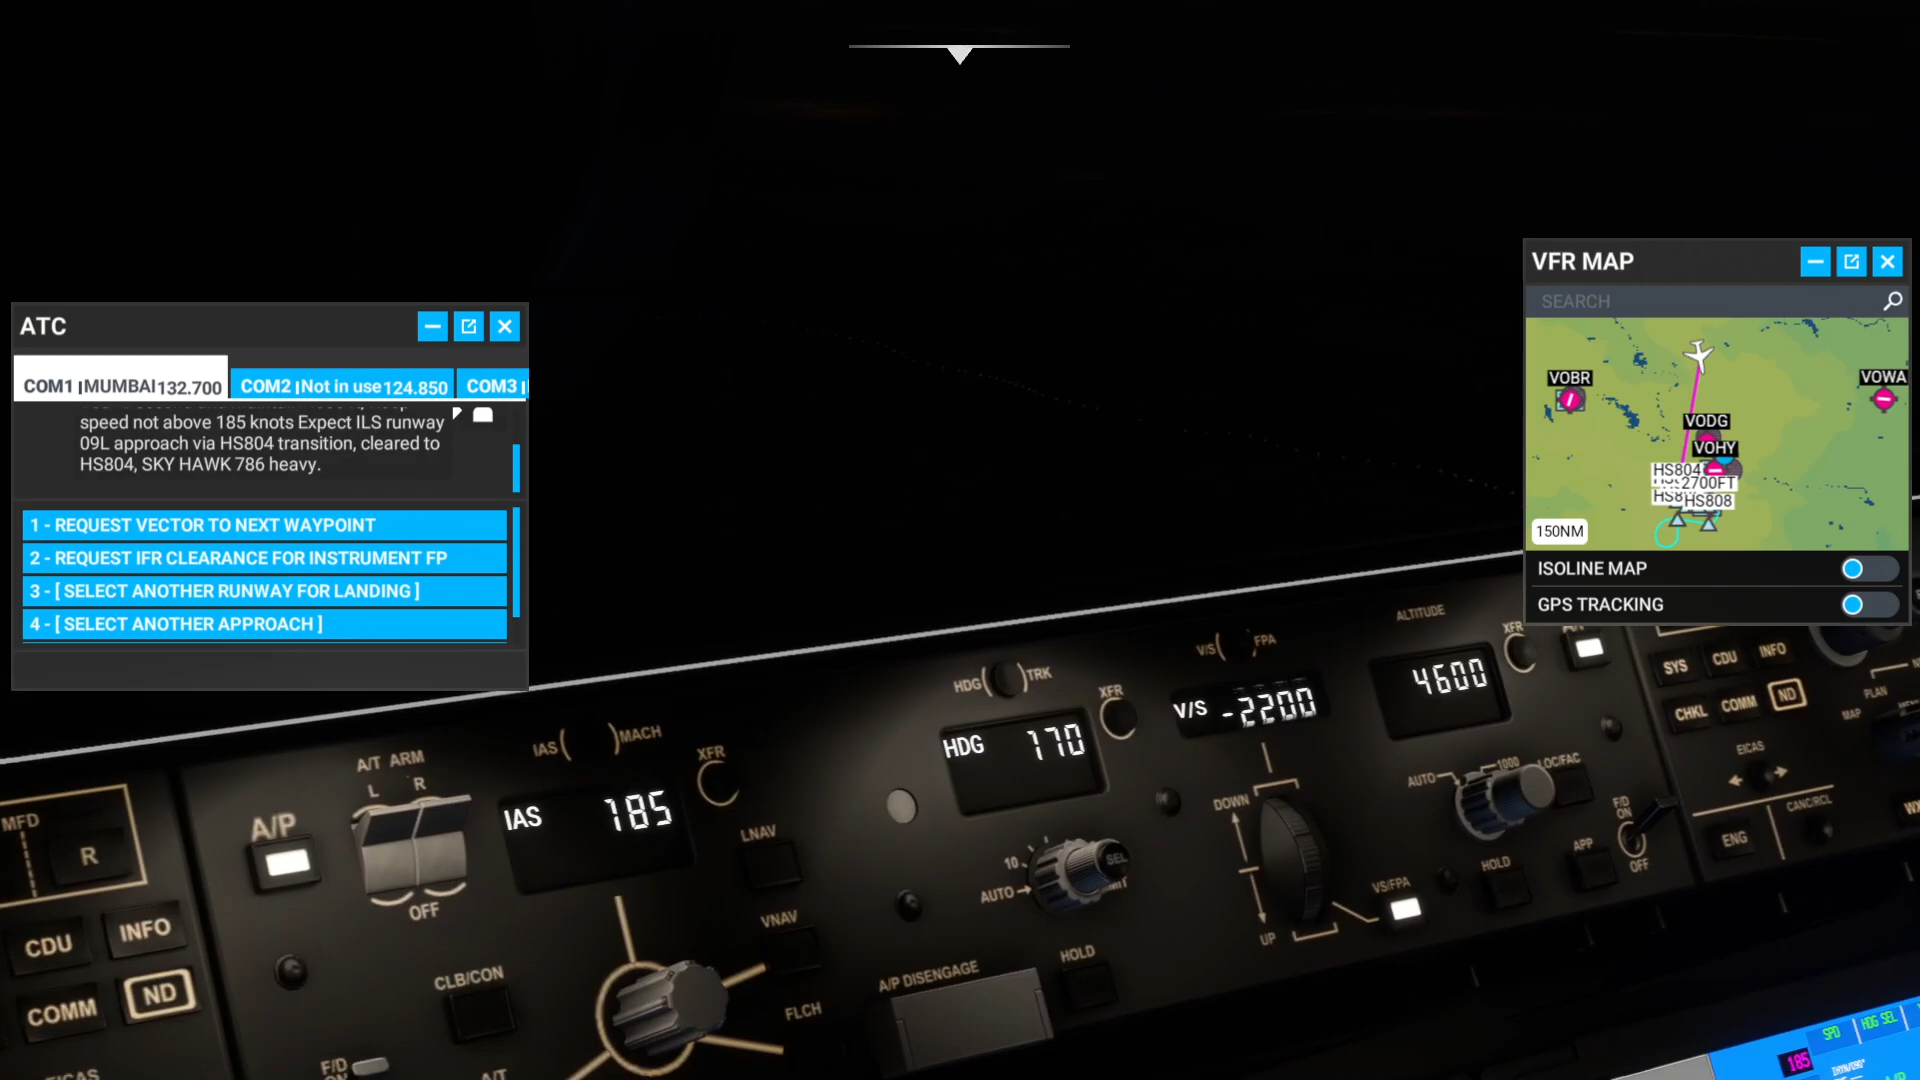 ATC
COM1 MUMBAI 132.700
COM2 Not in use 124.850
COM3
speed not above 185 knots Expect ILS runway
09L approach via HS804 transition, cleared to
HS804, SKY HAWK 786 heavy.
1 - REQUEST VECTOR TO NEXT WAYPOINT
2 - REQUEST IFR CLEARANCE FOR INSTRUMENT FP
3 - [ SELECT ANOTHER RUNWAY FOR LANDING ]
4 - [ SELECT ANOTHER APPROACH ]
VFR MAP
SEARCH
VOBR
VOWA
VODG
VOHY
HS804
2700FT
HS808
150NM
ISOLINE MAP
GPS TRACKING
MFD
R
CDU
INFO
COMM
ND
A/P
A/T ARM
L
R
OFF
IAS
MACH
XFR
IAS 185
LNAV
VNAV
FLCH
CLB/CON
F/D
ON
A/T
HDG
TRK
XFR
HDG 170
10
AUTO
SEL
HOLD
A/P DISENGAGE
V/S
FPA
V/S -2200
DOWN
UP
VS/FPA
ALTITUDE
XFR
4600
AUTO
1000
LOC/FAC
HOLD
APP
F/D
ON
OFF
SYS
CDU
INFO
CHKL
COMM
ND
EICAS
ENG
CANC/RCL
PLAN
MAP
SPD
HDG SEL
185